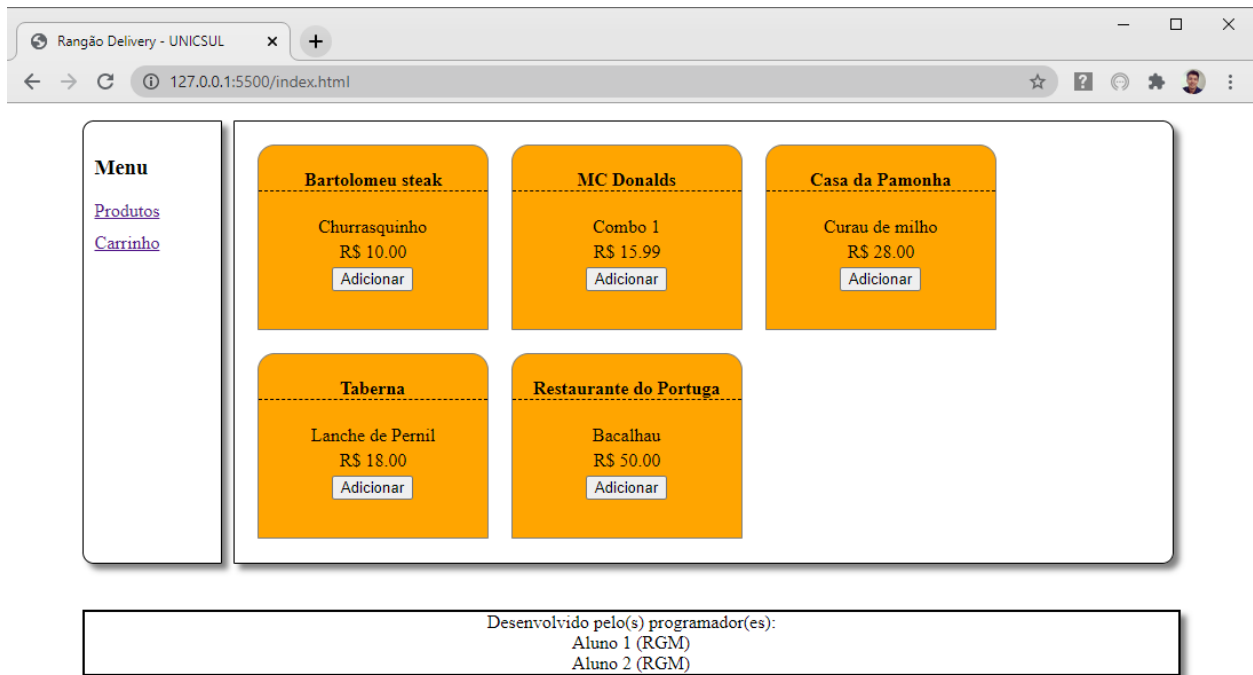 Rangão Delivery - UNICSUL
127.0.0.1:5500/index.html
Menu
Produtos
Carrinho
Bartolomeu steak
Churrasquinho
R$ 10.00
Adicionar
MC Donalds
Combo 1
R$ 15.99
Adicionar
Casa da Pamonha
Curau de milho
R$ 28.00
Adicionar
Taberna
Lanche de Pernil
R$ 18.00
Adicionar
Restaurante do Portuga
Bacalhau
R$ 50.00
Adicionar
Desenvolvido pelo(s) programador(es):
Aluno 1 (RGM)
Aluno 2 (RGM)